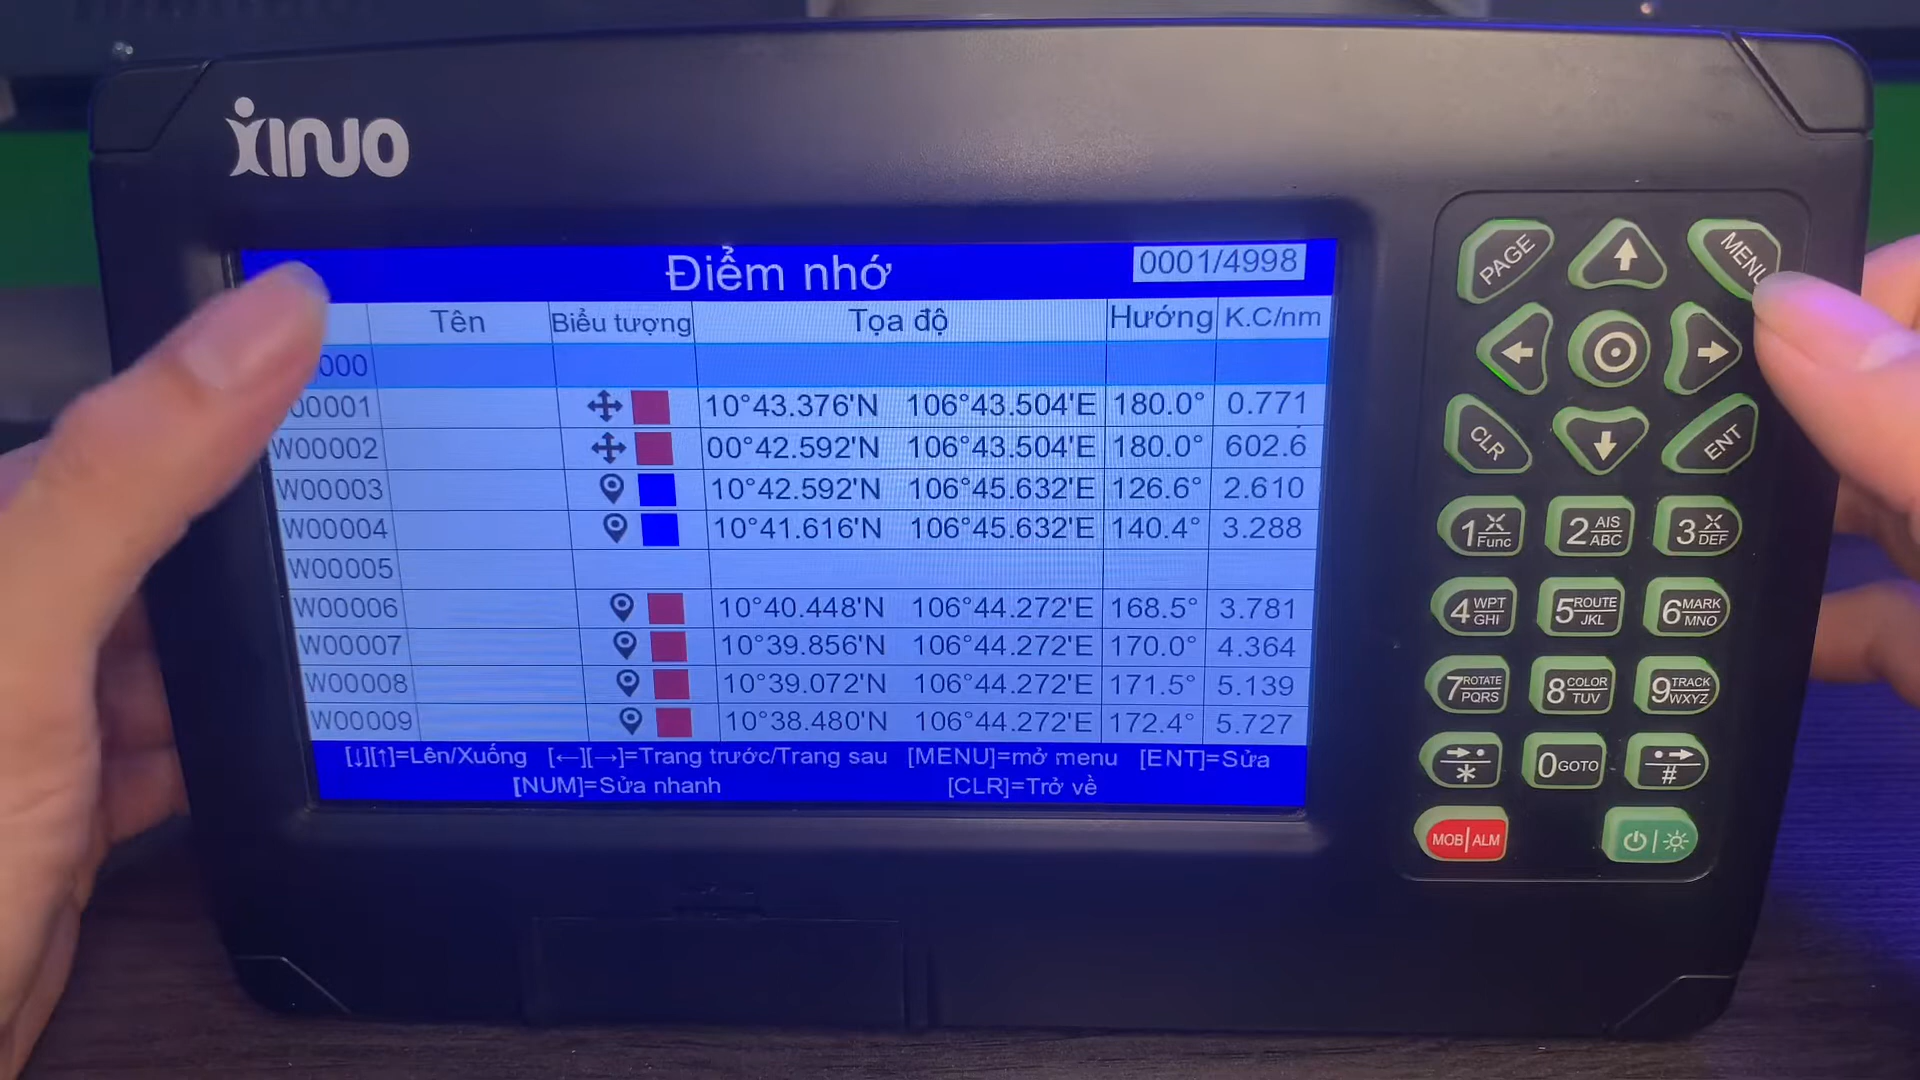 XINUO
Điểm nhớ 0001/4998
Tên Biểu tượng Tọa độ Hướng K.C/nm
000
00001 10°43.376'N 106°43.504'E 180.0° 0.771
W00002 00°42.592'N 106°43.504'E 180.0° 602.6
W00003 10°42.592'N 106°45.632'E 126.6° 2.610
W00004 10°41.616'N 106°45.632'E 140.4° 3.288
W00005
W00006 10°40.448'N 106°44.272'E 168.5° 3.781
W00007 10°39.856'N 106°44.272'E 170.0° 4.364
W00008 10°39.072'N 106°44.272'E 171.5° 5.139
W00009 10°38.480'N 106°44.272'E 172.4° 5.727
[↓][↑]=Lên/Xuống [←][→]=Trang trước/Trang sau [MENU]=mở menu [ENT]=Sửa
[NUM]=Sửa nhanh [CLR]=Trở về
PAGE MENU
CLR ENT
1 Func 2 AIS ABC 3 DEF
4 WPT GHI 5 ROUTE JKL 6 MARK MNO
7 ROTATE PQRS 8 COLOR TUV 9 TRACK WXYZ
* 0 GOTO #
MOB|ALM